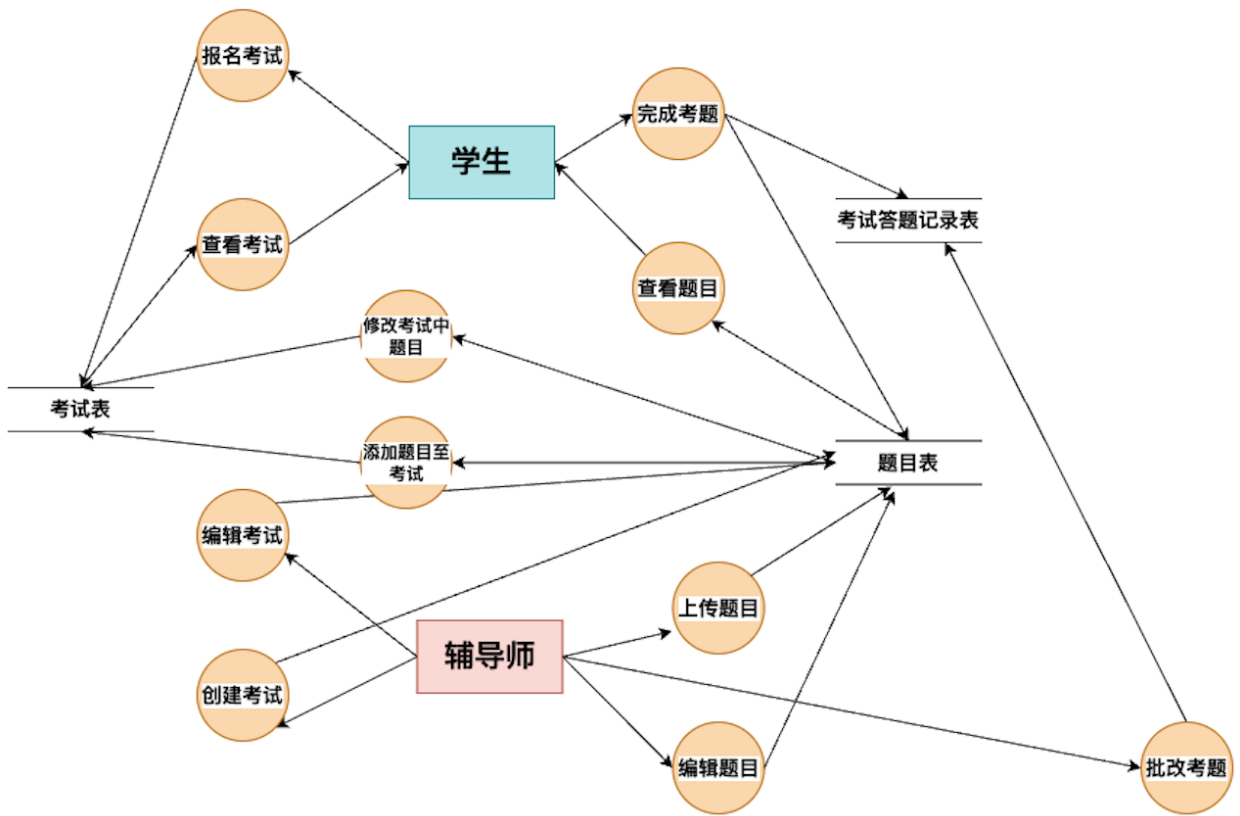 报名考试
完成考题
学生
考试答题记录表
查看考试
查看题目
修改考试中
题目
考试表
添加题目至
考试
题目表
编辑考试
上传题目
辅导师
创建考试
编辑题目
批改考题